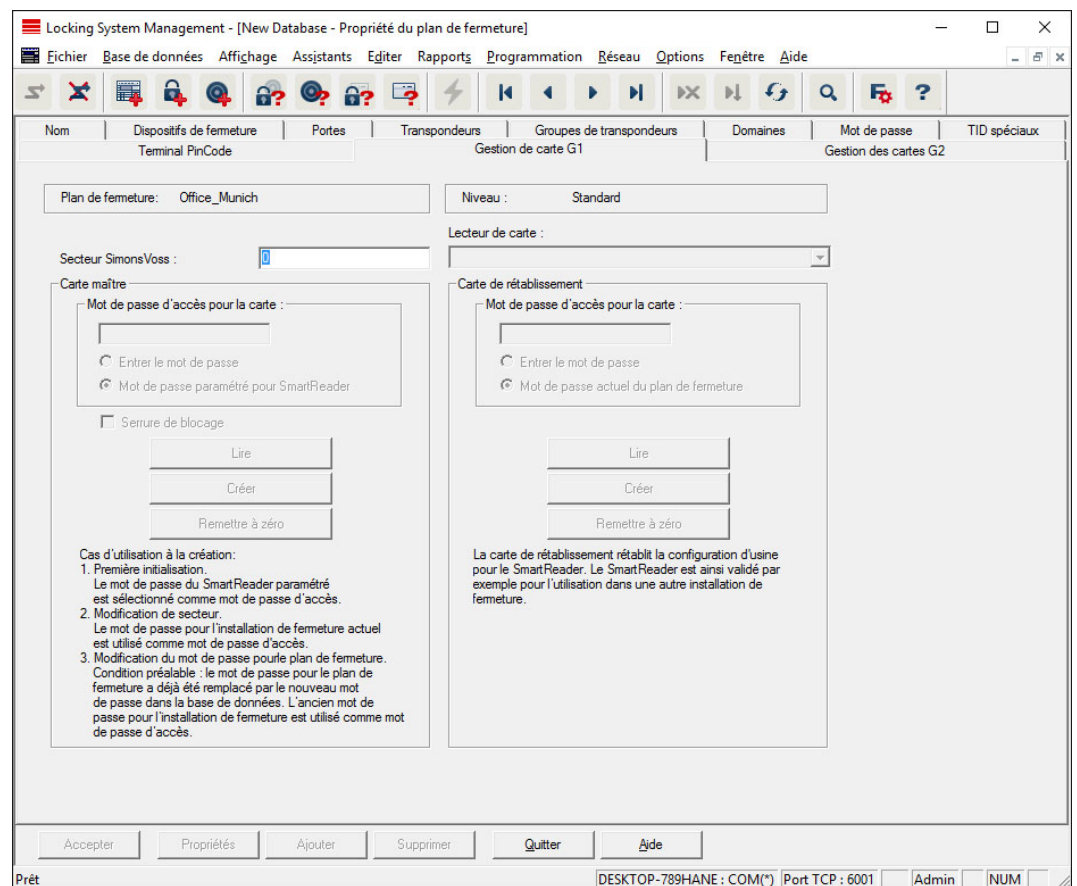 Locking System Management - [New Database - Propriété du plan de fermeture]
Fichier Base de données Affichage Assistants Editer Rapports Programmation Réseau Options Fenêtre Aide
Nom Dispositifs de fermeture Portes Transpondeurs Groupes de transpondeurs Domaines Mot de passe TID spéciaux
Terminal PinCode Gestion de carte G1 Gestion des cartes G2
Plan de fermeture: Office_Munich
Niveau : Standard
Lecteur de carte :
Secteur SimonsVoss : 0
Carte maître
Mot de passe d'accès pour la carte :
Entrer le mot de passe
Mot de passe paramétré pour SmartReader
Serrure de blocage
Lire
Créer
Remettre à zéro
Cas d'utilisation à la création:
1. Première initialisation.
Le mot de passe du SmartReader paramétré
est sélectionné comme mot de passe d'accès.
2. Modification de secteur.
Le mot de passe pour l'installation de fermeture actuel
est utilisé comme mot de passe d'accès.
3. Modification du mot de passe pourle plan de fermeture.
Condition préalable : le mot de passe pour le plan de
fermeture a déjà été remplacé par le nouveau mot
de passe dans la base de données. L'ancien mot de
passe pour l'installation de fermeture est utilisé comme mot
de passe d'accès.
Carte de rétablissement
Mot de passe d'accès pour la carte :
Entrer le mot de passe
Mot de passe actuel du plan de fermeture
Lire
Créer
Remettre à zéro
La carte de rétablissement rétablit la configuration d'usine
pour le SmartReader. Le SmartReader est ainsi validé par
exemple pour l'utilisation dans une autre installation de
fermeture.
Accepter Propriétés Ajouter Supprimer Quitter Aide
Prêt DESKTOP-789HANE : COM(*) Port TCP : 6001 Admin NUM